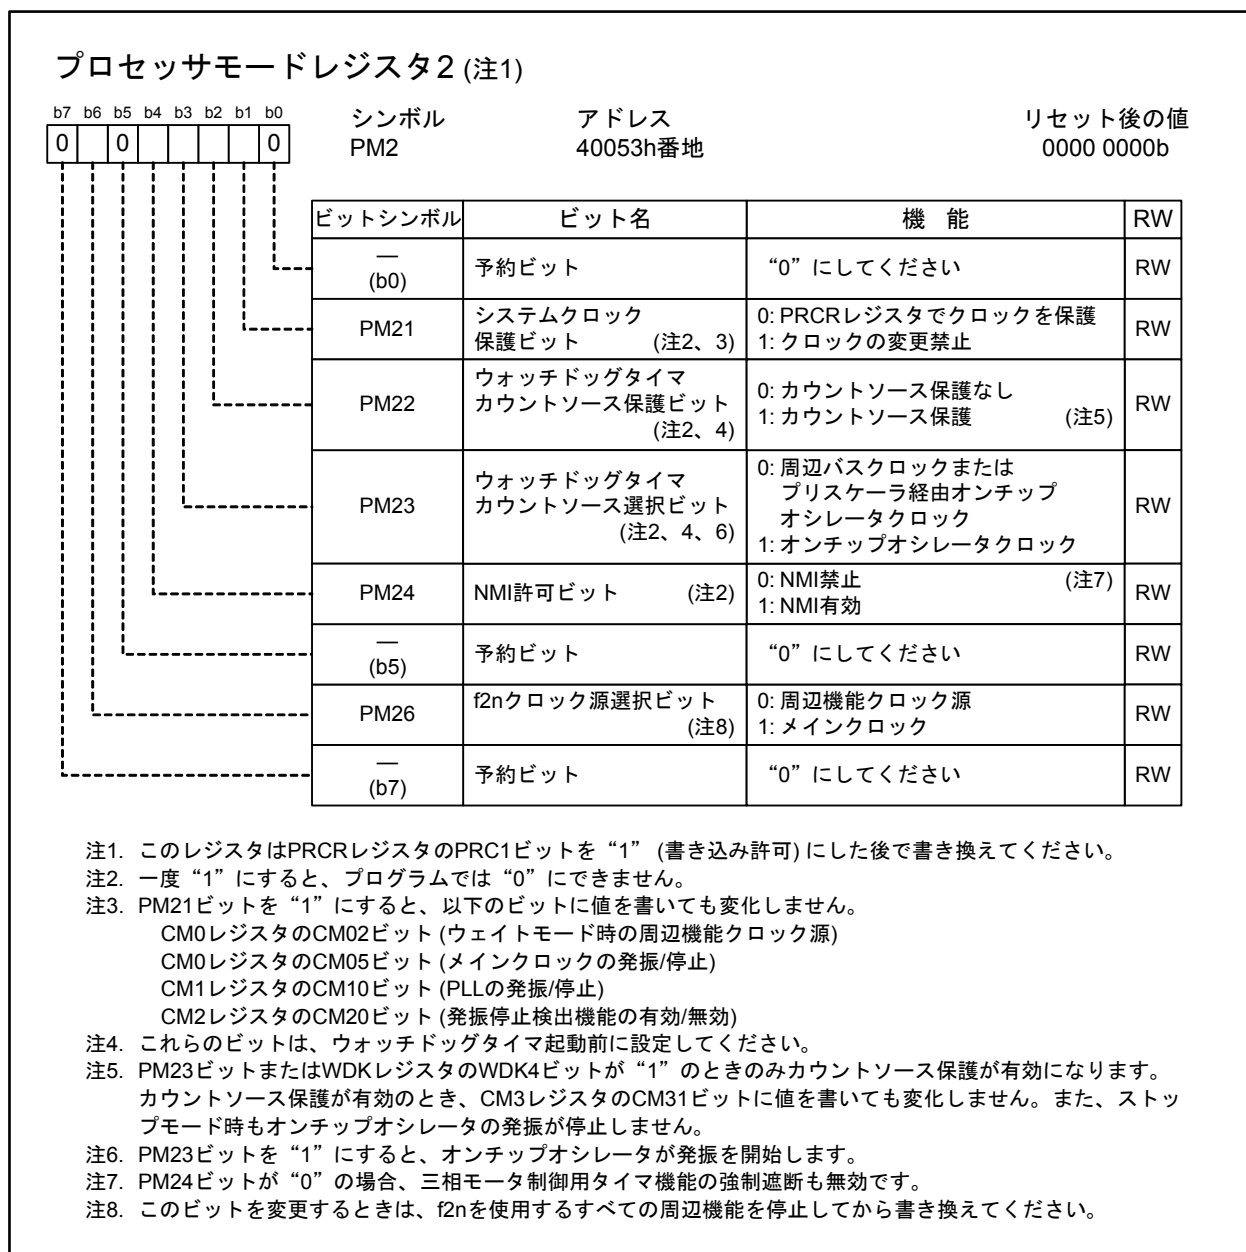 プロセッサモードレジスタ2 (注1)
b7 b6 b5 b4 b3 b2 b1 b0
0 0 0
シンボル アドレス リセット後の値
PM2 40053h番地 0000 0000b
ビットシンボル ビット名 機 能 RW
—
(b0) 予約ビット “0”にしてください RW
PM21 システムクロック
保護ビット (注2、3) 0: PRCRレジスタでクロックを保護
1: クロックの変更禁止 RW
PM22 ウォッチドッグタイマ
カウントソース保護ビット
(注2、4) 0: カウントソース保護なし
1: カウントソース保護 (注5) RW
PM23 ウォッチドッグタイマ
カウントソース選択ビット
(注2、4、6) 0: 周辺バスクロックまたは
プリスケーラ経由オンチップ
オシレータクロック
1: オンチップオシレータクロック RW
PM24 NMI許可ビット (注2) 0: NMI禁止 (注7)
1: NMI有効 RW
—
(b5) 予約ビット “0”にしてください RW
PM26 f2nクロック源選択ビット
(注8) 0: 周辺機能クロック源
1: メインクロック RW
—
(b7) 予約ビット “0”にしてください RW
注1. このレジスタはPRCRレジスタのPRC1ビットを“1” (書き込み許可) にした後で書き換えてください。
注2. 一度“1”にすると、プログラムでは“0”にできません。
注3. PM21ビットを“1”にすると、以下のビットに値を書いても変化しません。
CM0レジスタのCM02ビット (ウェイトモード時の周辺機能クロック源)
CM0レジスタのCM05ビット (メインクロックの発振/停止)
CM1レジスタのCM10ビット (PLLの発振/停止)
CM2レジスタのCM20ビット (発振停止検出機能の有効/無効)
注4. これらのビットは、ウォッチドッグタイマ起動前に設定してください。
注5. PM23ビットまたはWDKレジスタのWDK4ビットが“1”のときのみカウントソース保護が有効になります。
カウントソース保護が有効のとき、CM3レジスタのCM31ビットに値を書いても変化しません。また、ストッ
プモード時もオンチップオシレータの発振が停止しません。
注6. PM23ビットを“1”にすると、オンチップオシレータが発振を開始します。
注7. PM24ビットが“0”の場合、三相モータ制御用タイマ機能の強制遮断も無効です。
注8. このビットを変更するときは、f2nを使用するすべての周辺機能を停止してから書き換えてください。